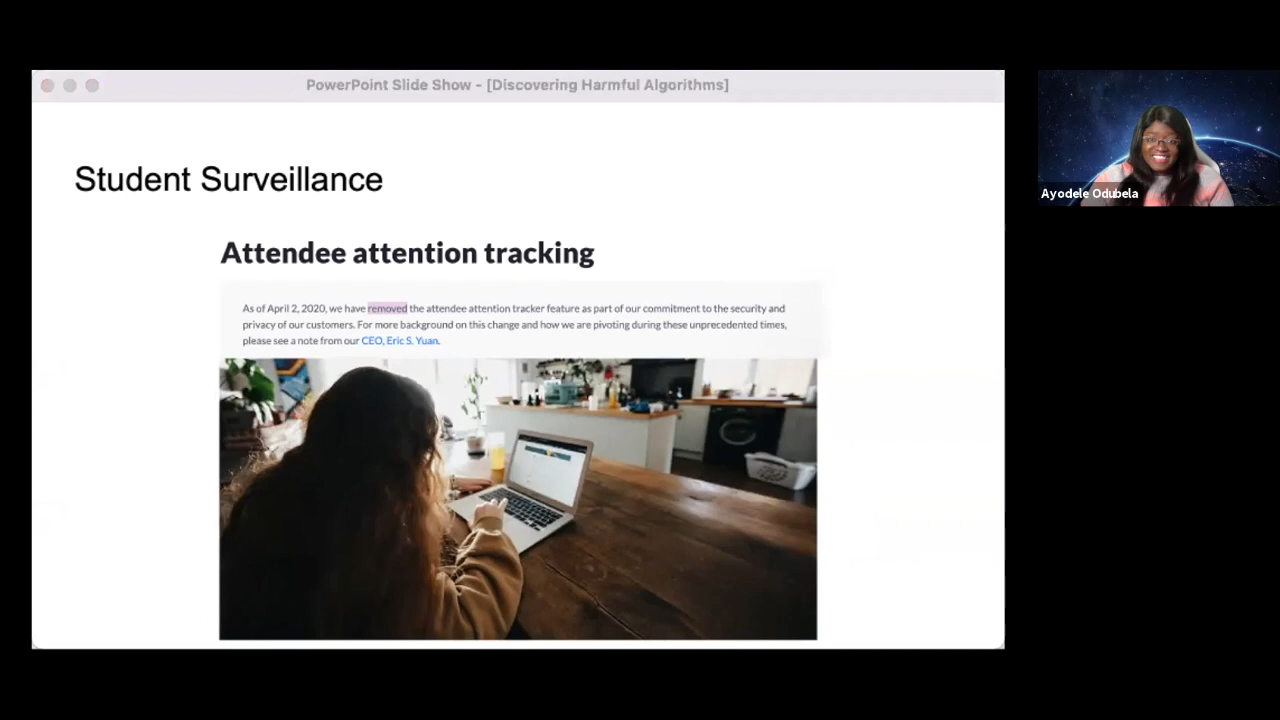 PowerPoint Slide Show - [Discovering Harmful Algorithms]
Student Surveillance
Attendee attention tracking
As of April 2, 2020, we have removed the attendee attention tracker feature as part of our commitment to the security and
privacy of our customers. For more background on this change and how we are pivoting during these unprecedented times,
please see a note from our CEO, Eric S. Yuan.
Ayodele Odubela